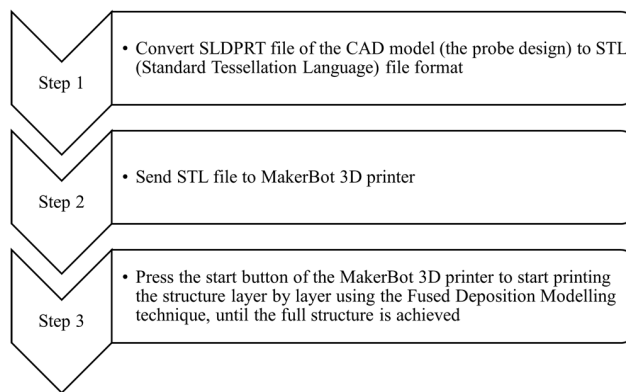 Step 1
• Convert SLDPRT file of the CAD model (the probe design) to STL
(Standard Tessellation Language) file format
Step 2
• Send STL file to MakerBot 3D printer
Step 3
• Press the start button of the MakerBot 3D printer to start printing
the structure layer by layer using the Fused Deposition Modelling
technique, until the full structure is achieved